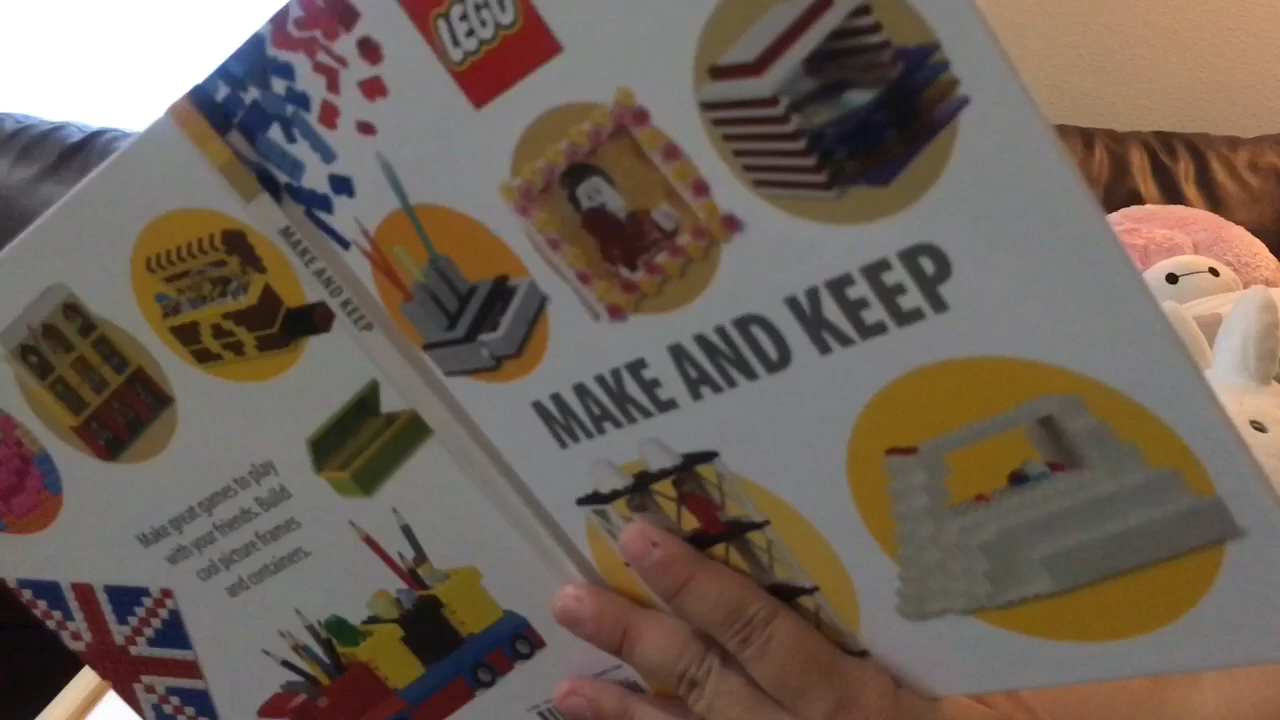 LEGO
MAKE AND KEEP
MAKE AND KEEP
Make great games to play
with your friends. Build
cool picture frames
and containers.